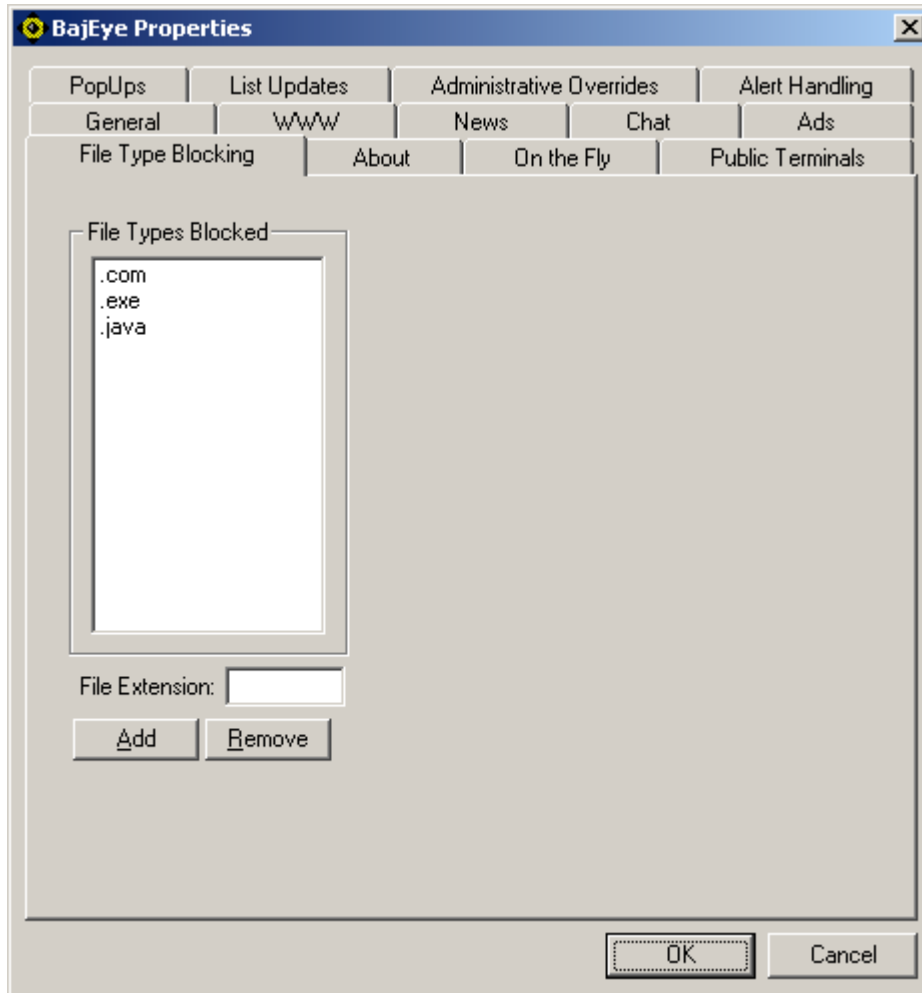 BajEye Properties
PopUps List Updates Administrative Overrides Alert Handling
General WWW News Chat Ads
File Type Blocking About On the Fly Public Terminals
File Types Blocked
.com
.exe
.java
File Extension:
Add Remove
OK Cancel